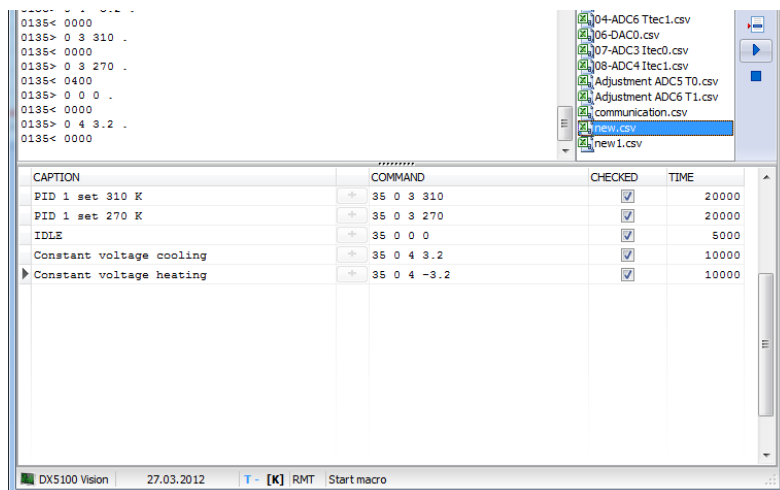 0135< 0000
0135> 0 3 310 .
0135< 0000
0135> 0 3 270 .
0135< 0400
0135> 0 0 0 .
0135< 0000
0135> 0 4 3.2 .
0135< 0000
04-ADC6 Ttec1.csv
06-DAC0.csv
07-ADC3 Itec0.csv
08-ADC4 Itec1.csv
Adjustment ADC5 T0.csv
Adjustment ADC6 T1.csv
communication.csv
new.csv
new1.csv
CAPTION COMMAND CHECKED TIME
PID 1 set 310 K + 35 0 3 310 20000
PID 1 set 270 K + 35 0 3 270 20000
IDLE + 35 0 0 0 5000
Constant voltage cooling + 35 0 4 3.2 10000
Constant voltage heating + 35 0 4 -3.2 10000
DX5100 Vision 27.03.2012 T - [K] RMT Start macro